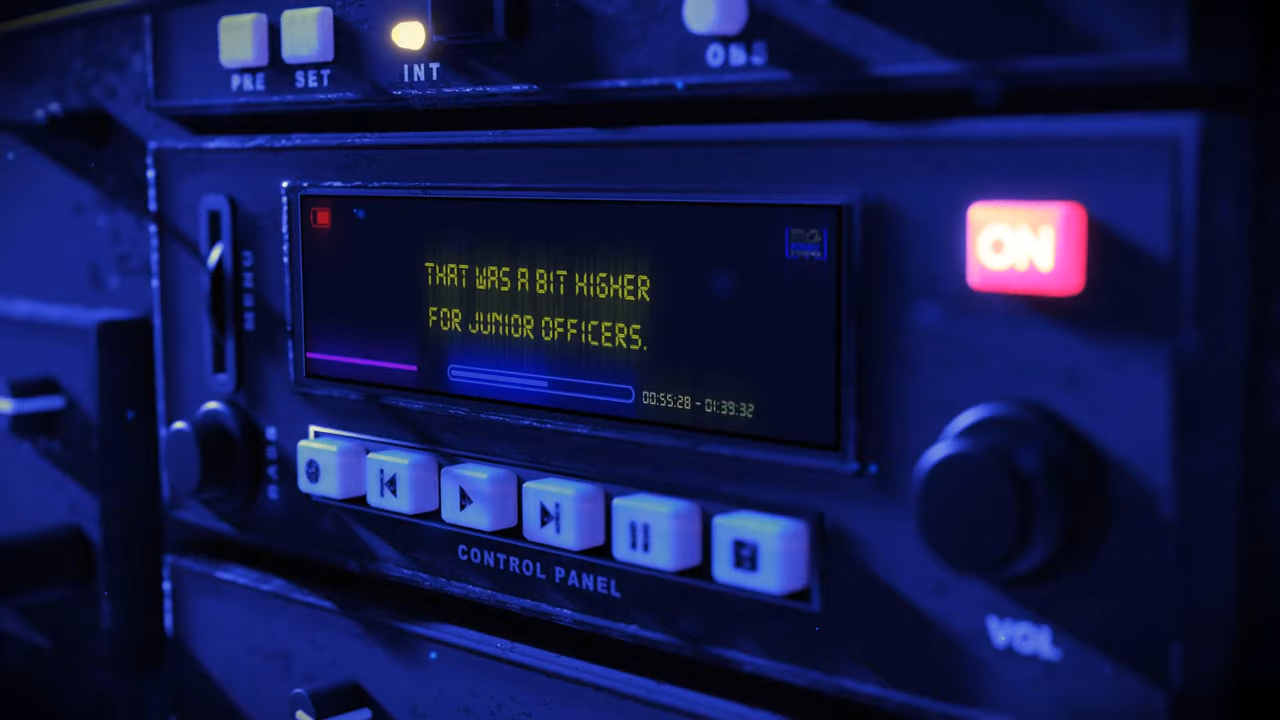 PRE SET INT
ON
THAT WAS A BIT HIGHER
FOR JUNIOR OFFICERS.
00:55:28 - 01:39:32
CONTROL PANEL
VOL